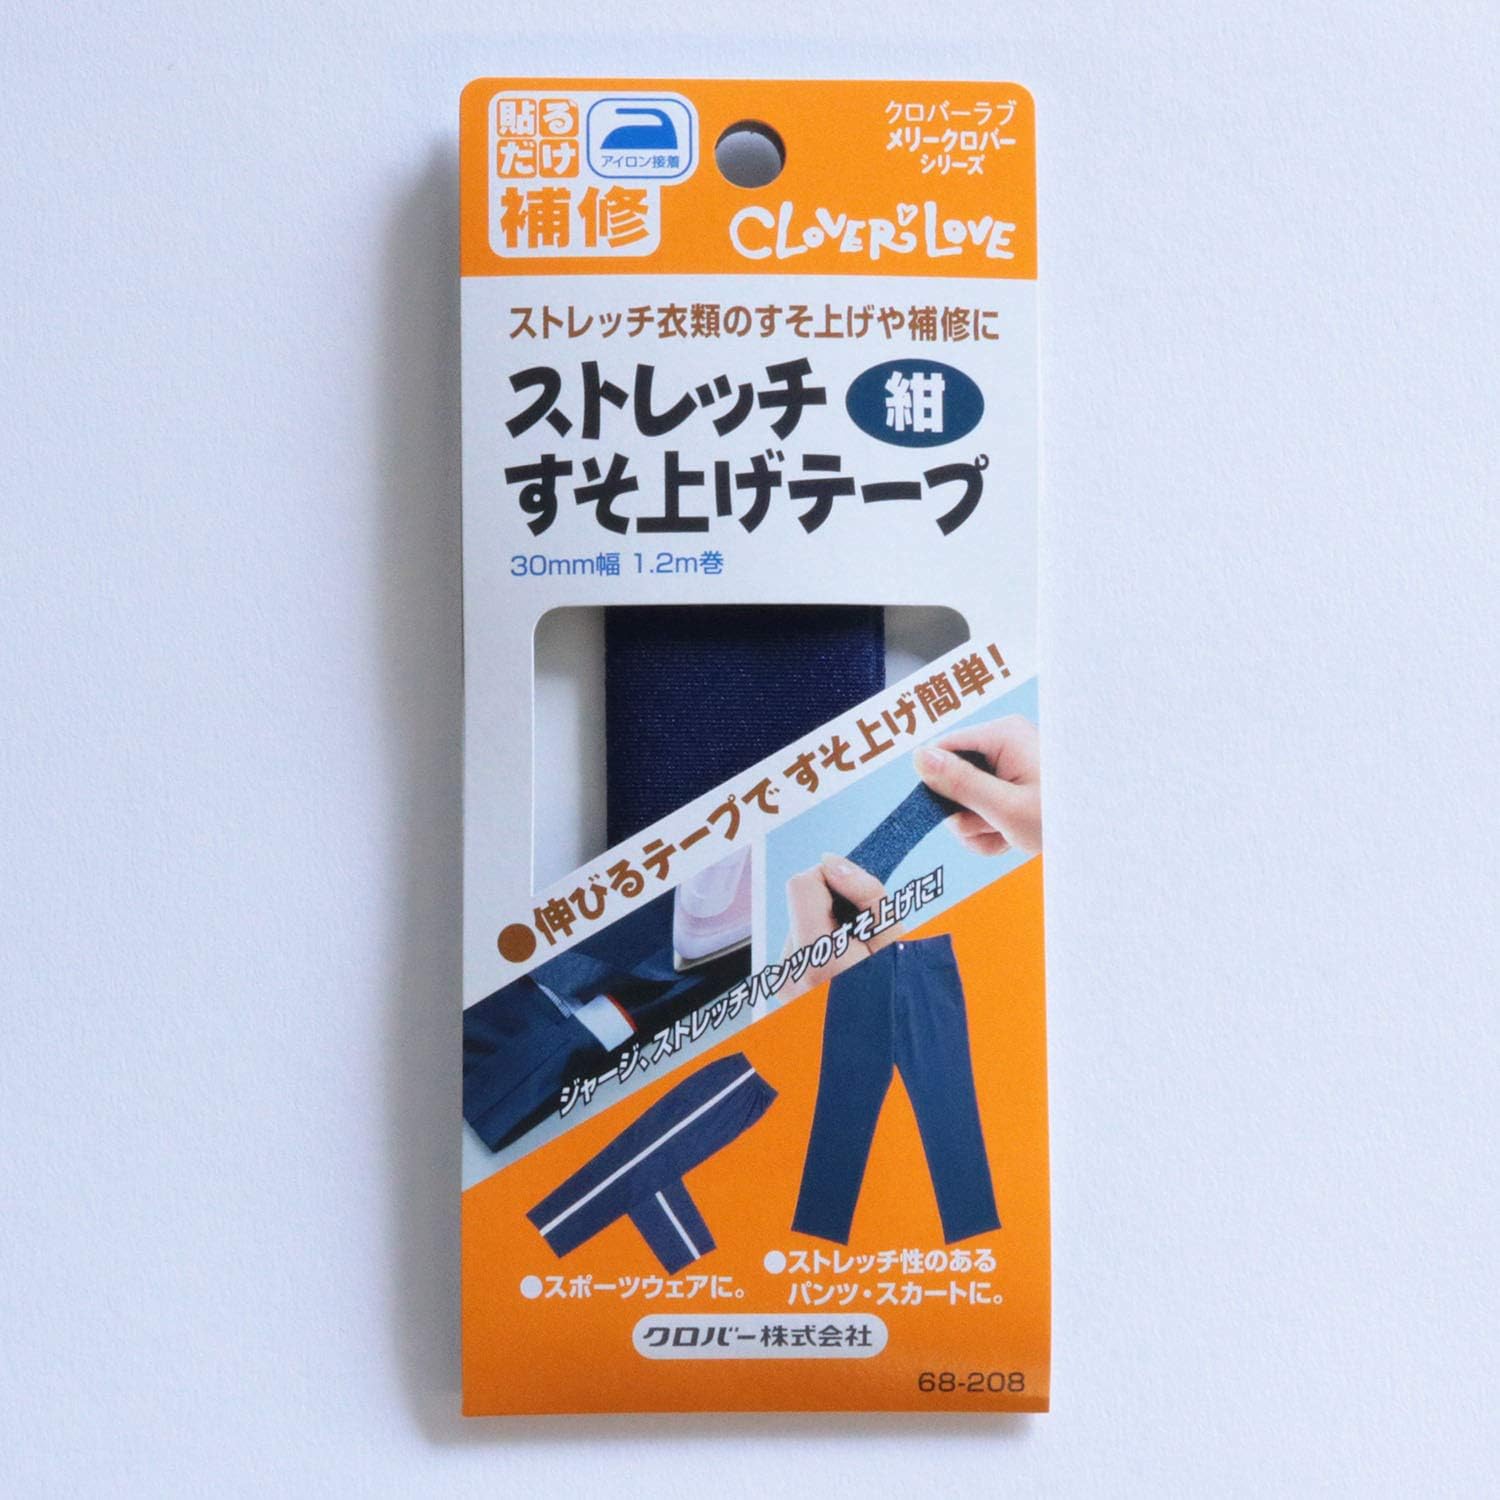 貼る
だけ
補修
アイロン接着
クロバーラブ
メリークロバー
シリーズ
CLOVER LOVE
ストレッチ衣類のすそ上げや補修に
ストレッチ 紺
すそ上げテープ
30mm幅 1.2m巻
●伸びるテープで すそ上げ簡単!
ジャージ、ストレッチパンツのすそ上げに!
●スポーツウェアに。
●ストレッチ性のある
パンツ・スカートに。
クロバー株式会社
68-208